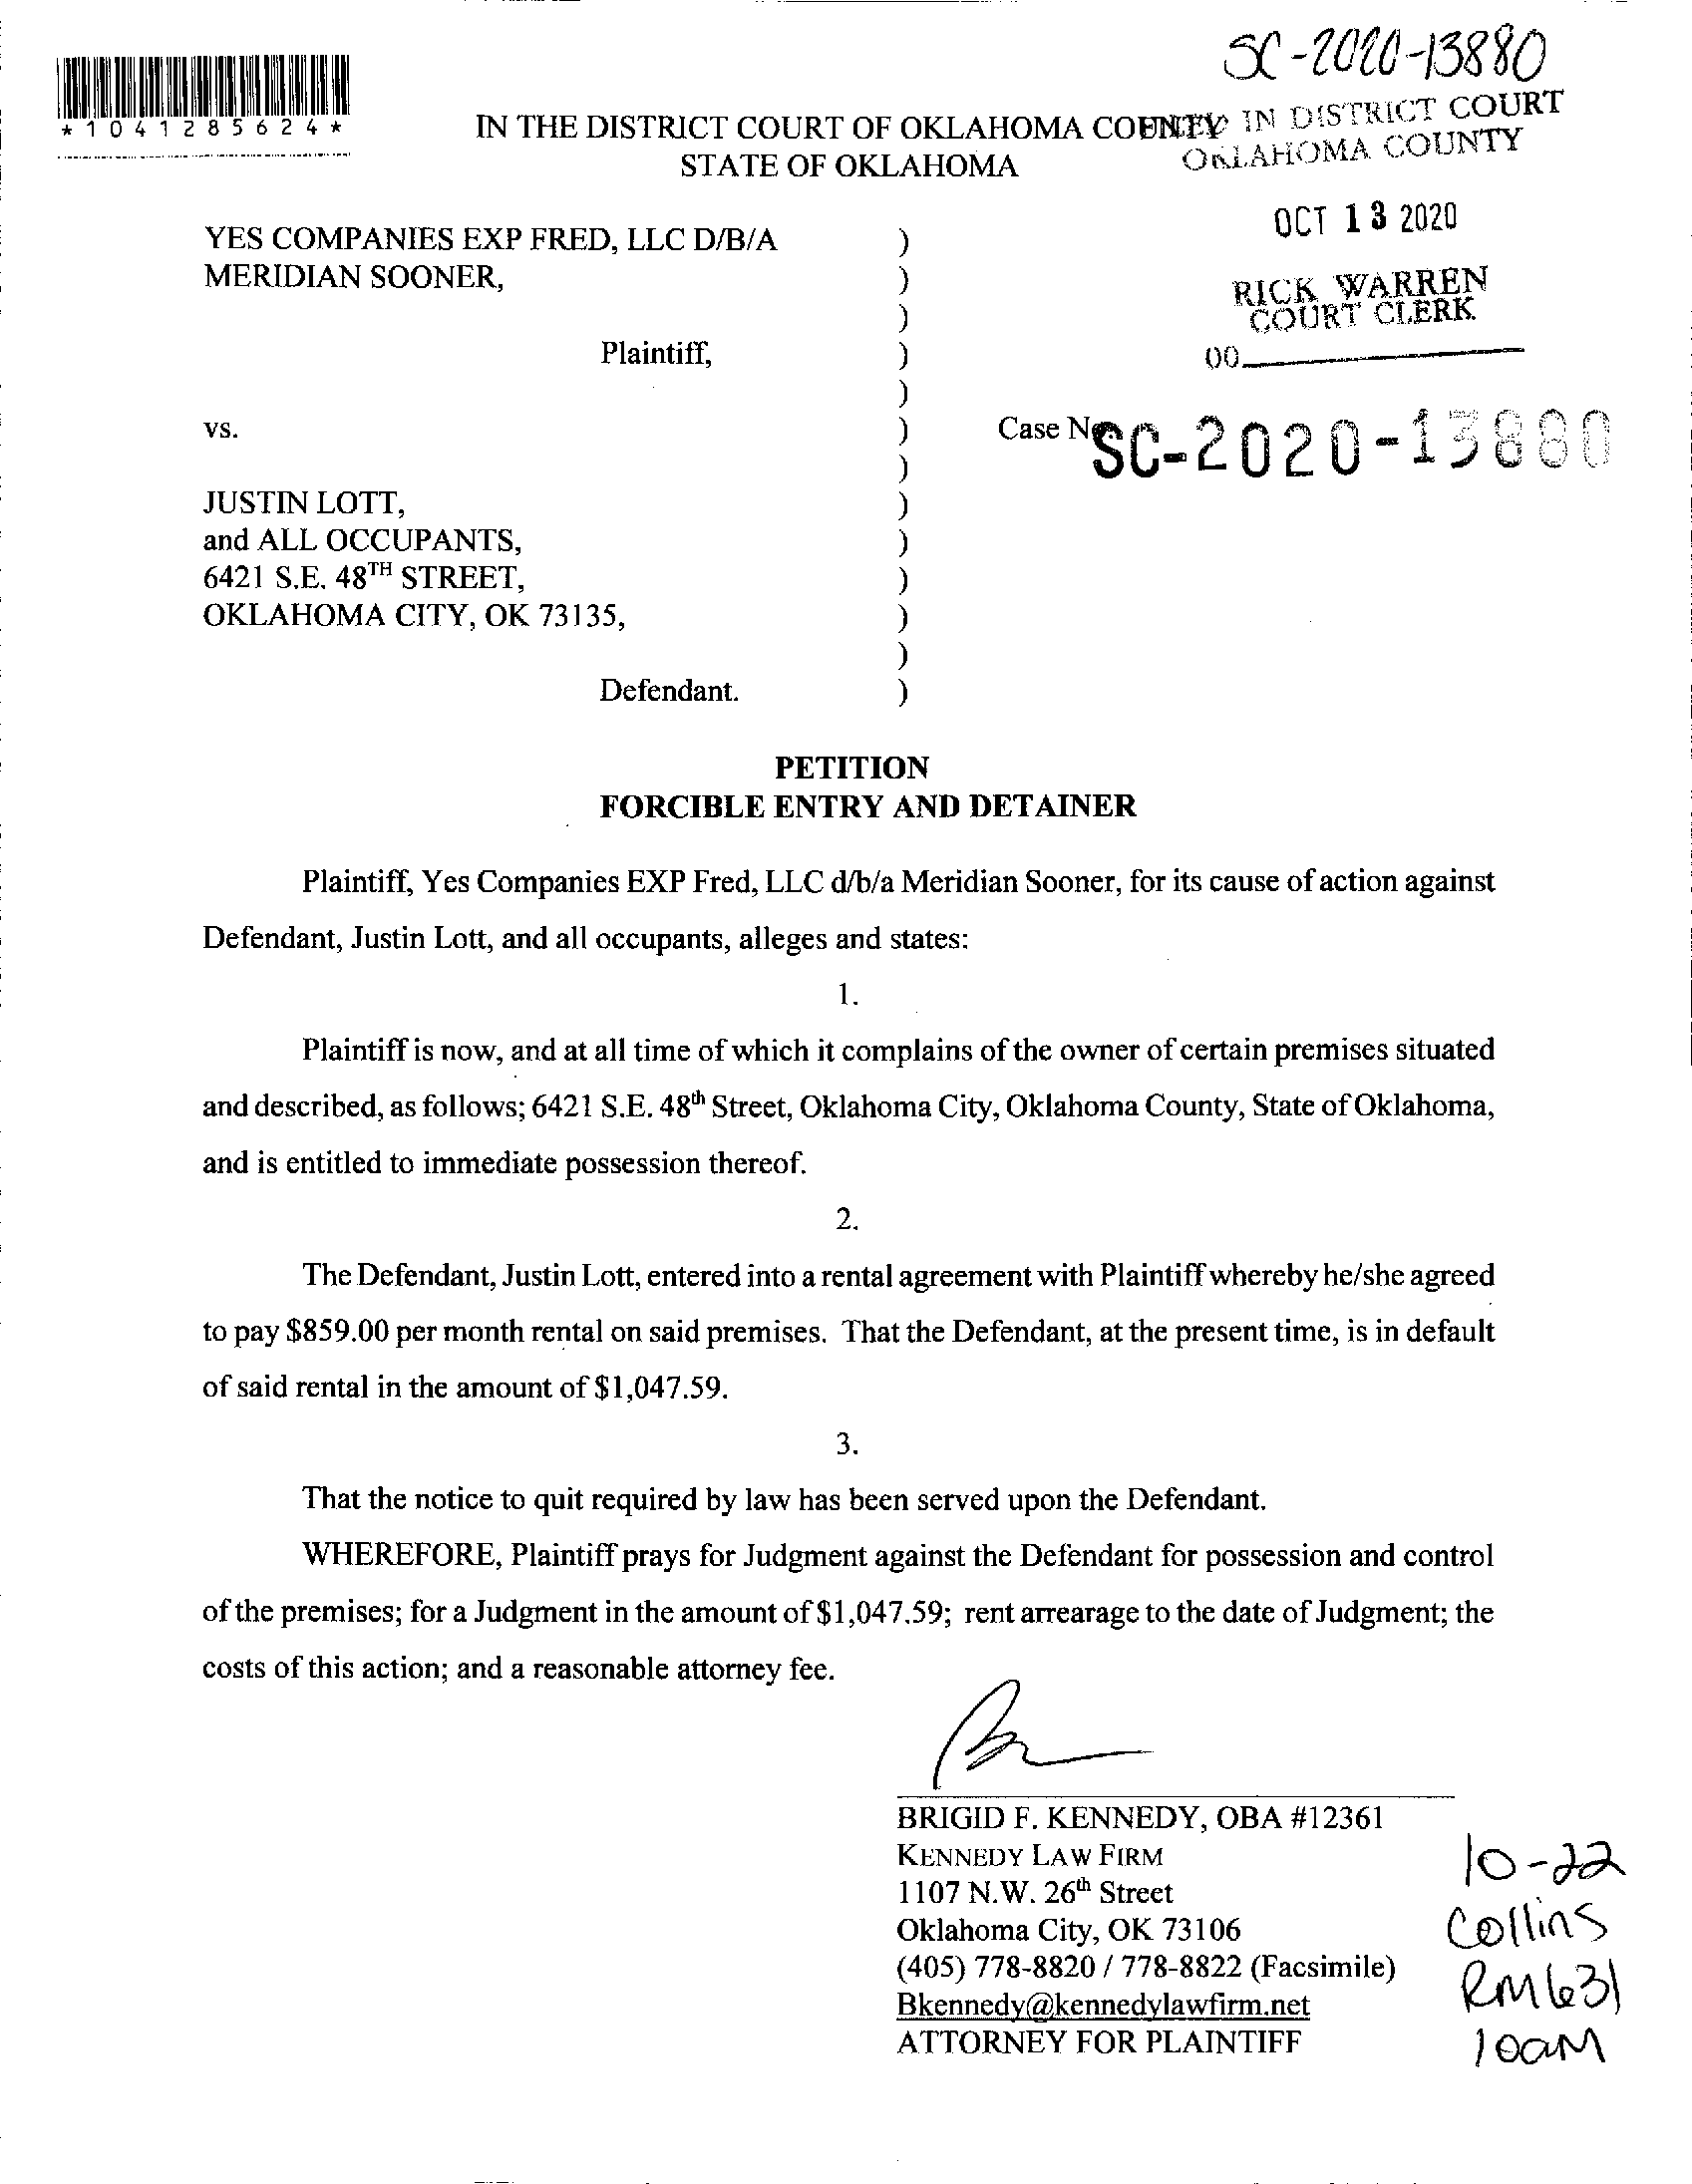 SC-2020-13880
*1041285624*
IN THE DISTRICT COURT OF OKLAHOMA COUNTY
STATE OF OKLAHOMA
IN DISTRICT COURT
OKLAHOMA COUNTY
OCT 13 2020
RICK WARREN
COURT CLERK
YES COMPANIES EXP FRED, LLC D/B/A )
MERIDIAN SOONER, )
)
Plaintiff, )
)
vs. )
)
JUSTIN LOTT, )
and ALL OCCUPANTS, )
6421 S.E. 48TH STREET, )
OKLAHOMA CITY, OK 73135, )
)
Defendant. )
00
Case No
SC-2020-13880
PETITION
FORCIBLE ENTRY AND DETAINER
Plaintiff, Yes Companies EXP Fred, LLC d/b/a Meridian Sooner, for its cause of action against
Defendant, Justin Lott, and all occupants, alleges and states:
1.
Plaintiff is now, and at all time of which it complains of the owner of certain premises situated
and described, as follows; 6421 S.E. 48th Street, Oklahoma City, Oklahoma County, State of Oklahoma,
and is entitled to immediate possession thereof.
2.
The Defendant, Justin Lott, entered into a rental agreement with Plaintiff whereby he/she agreed
to pay $859.00 per month rental on said premises. That the Defendant, at the present time, is in default
of said rental in the amount of $1,047.59.
3.
That the notice to quit required by law has been served upon the Defendant.
WHEREFORE, Plaintiff prays for Judgment against the Defendant for possession and control
of the premises; for a Judgment in the amount of $1,047.59; rent arrearage to the date of Judgment; the
costs of this action; and a reasonable attorney fee.
BRIGID F. KENNEDY, OBA #12361
KENNEDY LAW FIRM
1107 N.W. 26th Street
Oklahoma City, OK 73106
(405) 778-8820 / 778-8822 (Facsimile)
Bkennedy@kennedylawfirm.net
ATTORNEY FOR PLAINTIFF
10-22
Collins
RM631
10am